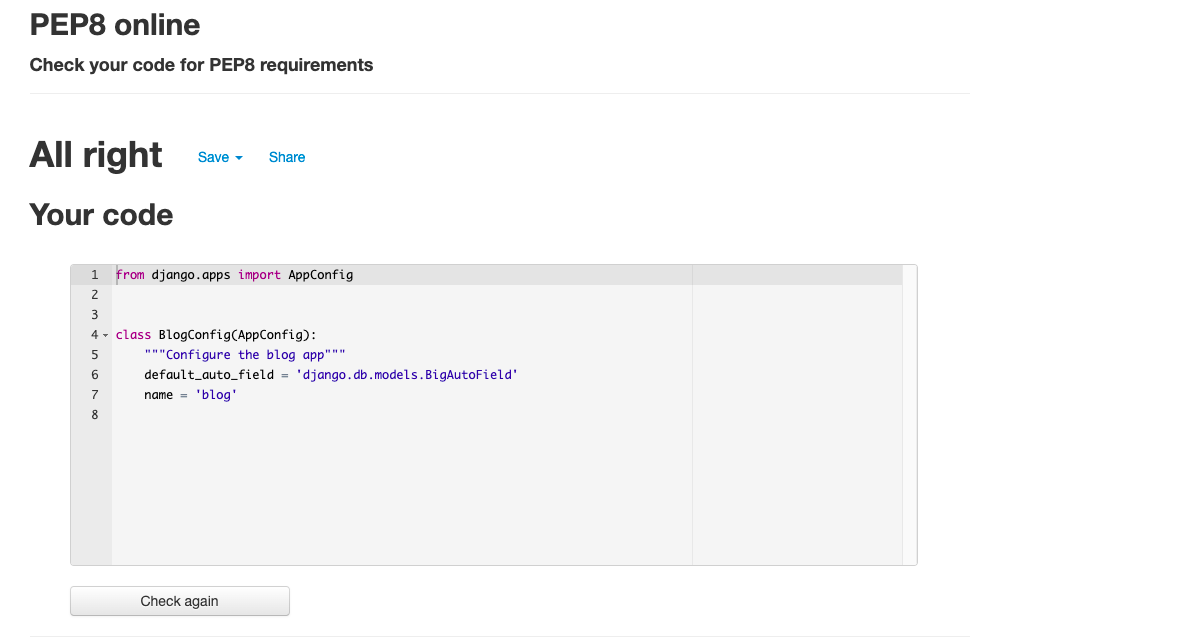 PEP8 online
Check your code for PEP8 requirements
All right Save Share
Your code
1 from django.apps import AppConfig
2
3
4 class BlogConfig(AppConfig):
5     """Configure the blog app"""
6     default_auto_field = 'django.db.models.BigAutoField'
7     name = 'blog'
8
Check again